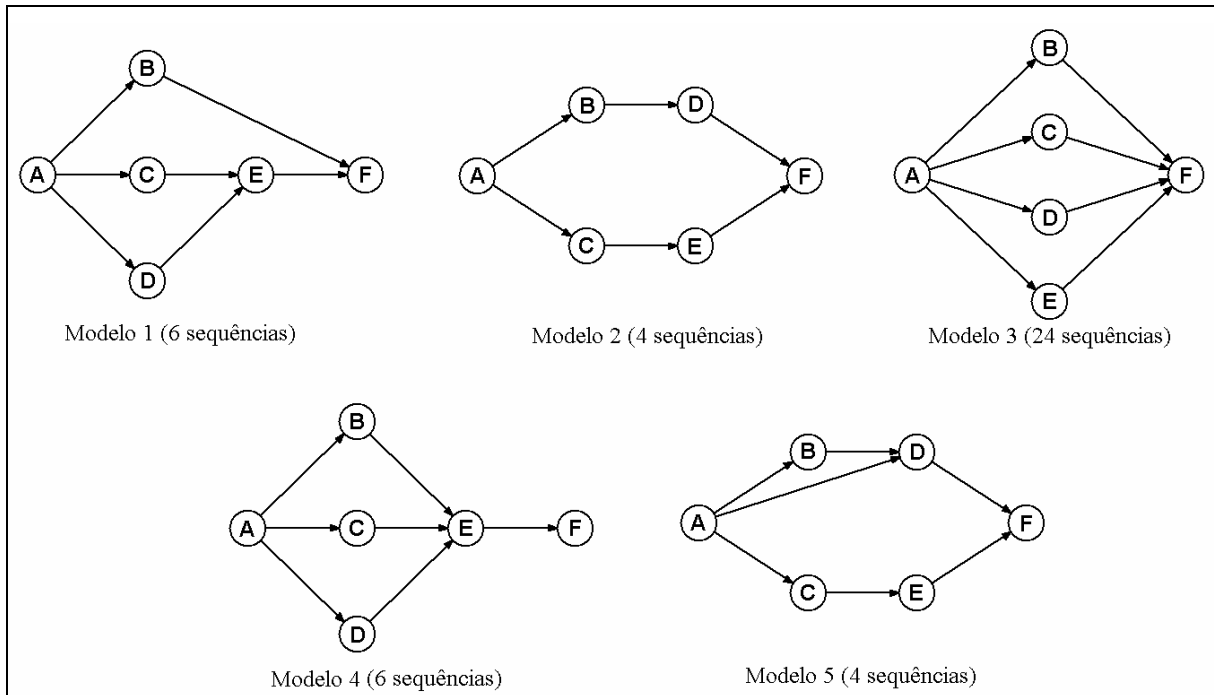 B
A
C
E
F
D
Modelo 1 (6 sequências)
B
D
A
F
C
E
Modelo 2 (4 sequências)
B
C
A
F
D
E
Modelo 3 (24 sequências)
B
A
C
E
F
D
Modelo 4 (6 sequências)
B
D
A
F
C
E
Modelo 5 (4 sequências)